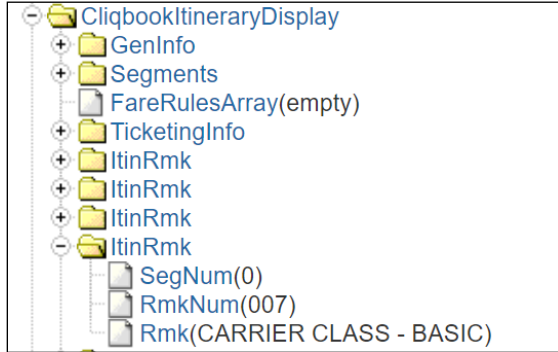 CliqbookItineraryDisplay
GenInfo
Segments
FareRulesArray(empty)
TicketingInfo
ItinRmk
ItinRmk
ItinRmk
ItinRmk
SegNum(0)
RmkNum(007)
Rmk(CARRIER CLASS - BASIC)